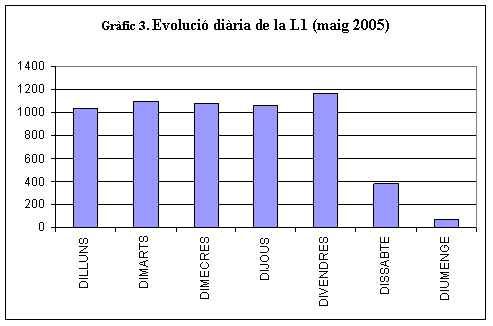 Gràfic 3. Evolució diària de la L1 (maig 2005)
1400
1200
1000
800
600
400
200
0
DILLUNS
DIMARTS
DIMECRES
DIJOUS
DIVENDRES
DISSABTE
DIUMENGE